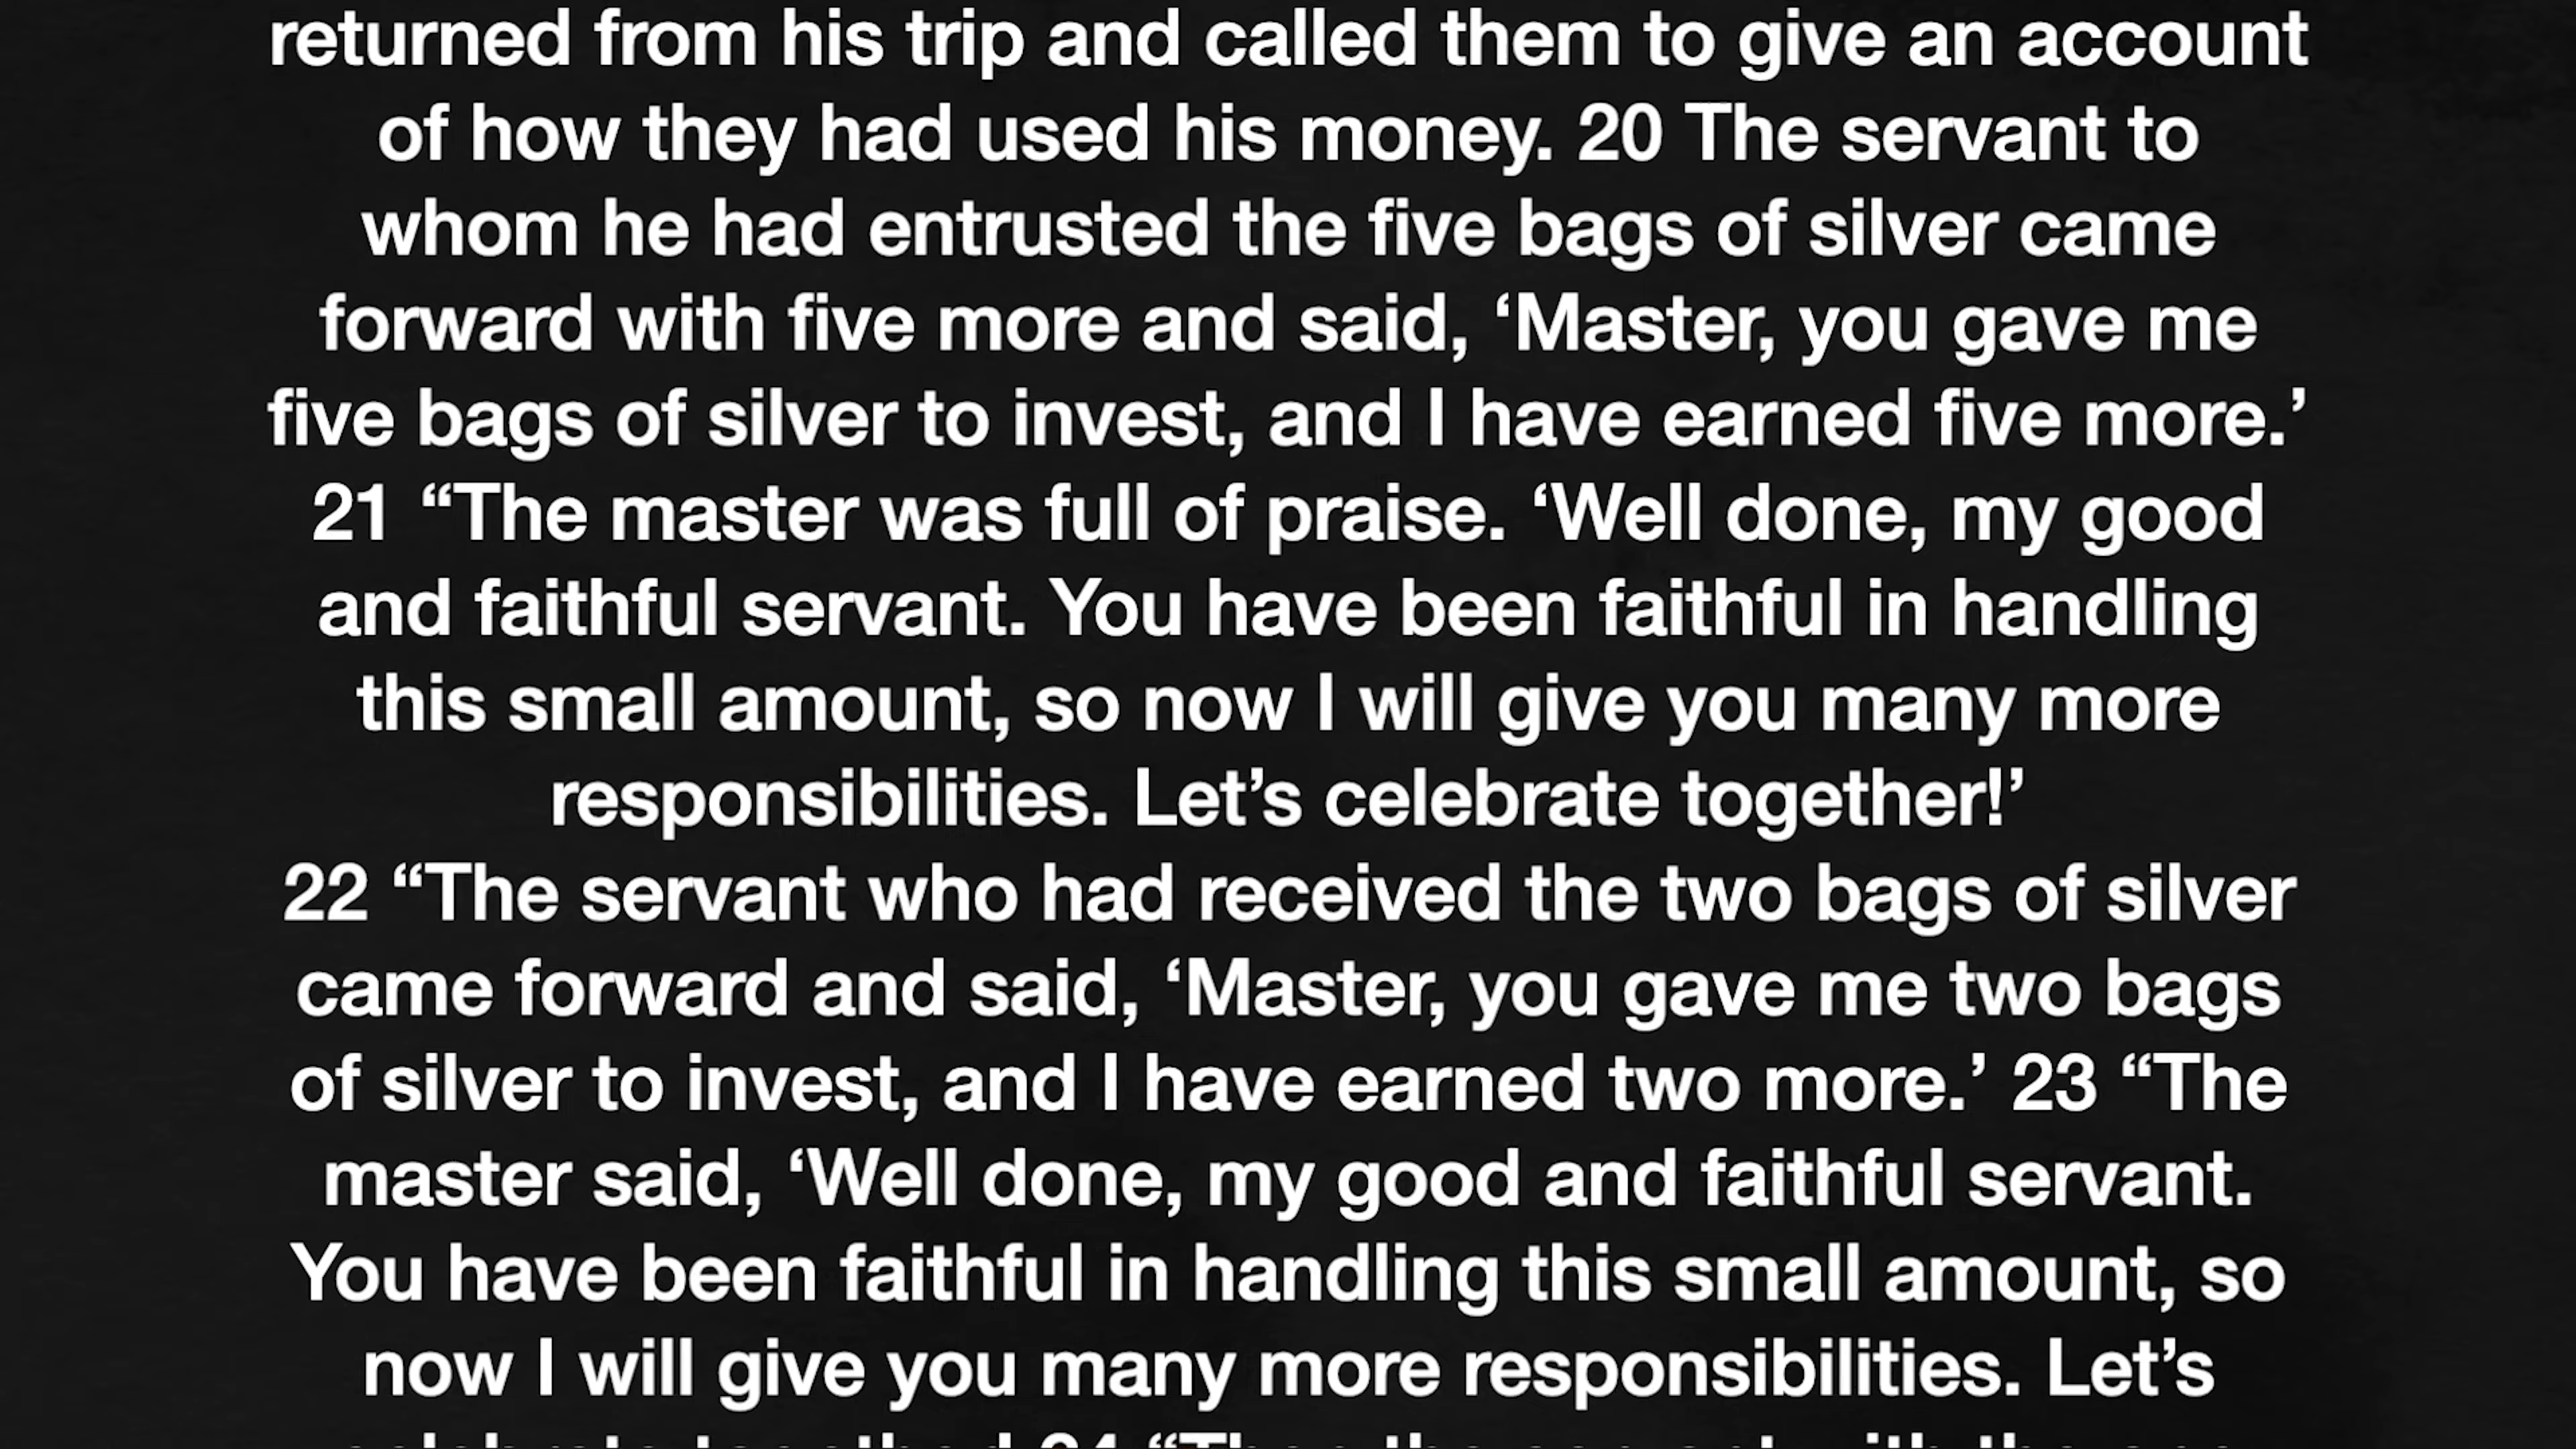 returned from his trip and called them to give an account
of how they had used his money. 20 The servant to
whom he had entrusted the five bags of silver came
forward with five more and said, ‘Master, you gave me
five bags of silver to invest, and I have earned five more.’
21 “The master was full of praise. ‘Well done, my good
and faithful servant. You have been faithful in handling
this small amount, so now I will give you many more
responsibilities. Let’s celebrate together!’
22 “The servant who had received the two bags of silver
came forward and said, ‘Master, you gave me two bags
of silver to invest, and I have earned two more.’ 23 “The
master said, ‘Well done, my good and faithful servant.
You have been faithful in handling this small amount, so
now I will give you many more responsibilities. Let’s